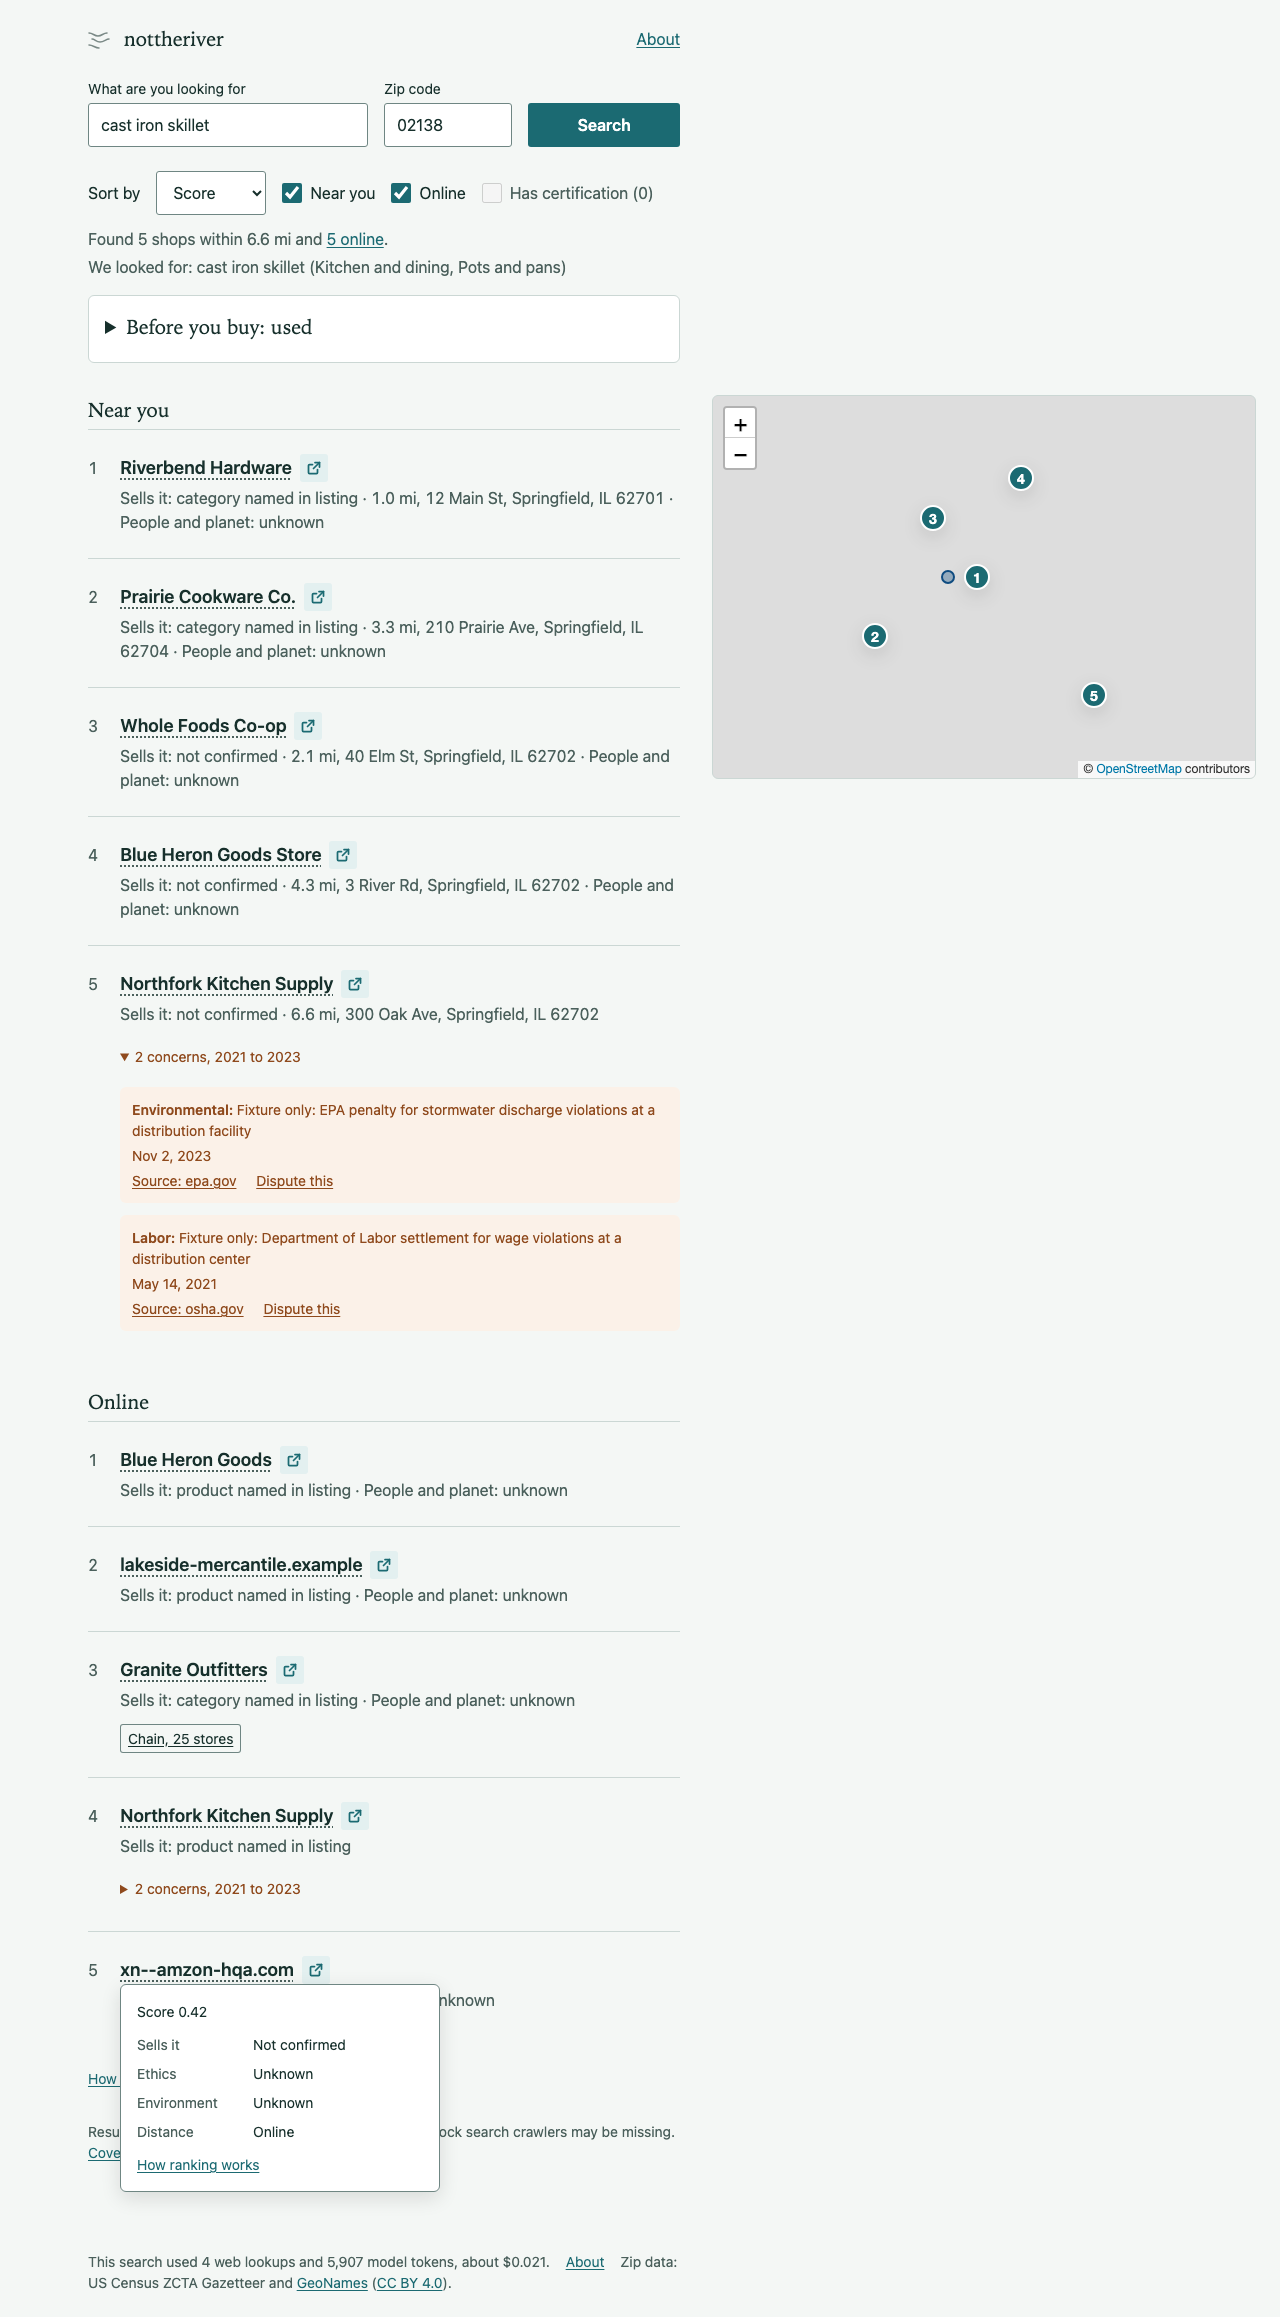 nottheriver
About
What are you looking for
Zip code
cast iron skillet
02138
Search
Sort by
Score
Near you
Online
Has certification (0)
Found 5 shops within 6.6 mi and 5 online.
We looked for: cast iron skillet (Kitchen and dining, Pots and pans)
Before you buy: used
Near you
1 Riverbend Hardware
Sells it: category named in listing · 1.0 mi, 12 Main St, Springfield, IL 62701 ·
People and planet: unknown
2 Prairie Cookware Co.
Sells it: category named in listing · 3.3 mi, 210 Prairie Ave, Springfield, IL
62704 · People and planet: unknown
3 Whole Foods Co-op
Sells it: not confirmed · 2.1 mi, 40 Elm St, Springfield, IL 62702 · People and
planet: unknown
4 Blue Heron Goods Store
Sells it: not confirmed · 4.3 mi, 3 River Rd, Springfield, IL 62702 · People and
planet: unknown
5 Northfork Kitchen Supply
Sells it: not confirmed · 6.6 mi, 300 Oak Ave, Springfield, IL 62702
2 concerns, 2021 to 2023
Environmental: Fixture only: EPA penalty for stormwater discharge violations at a
distribution facility
Nov 2, 2023
Source: epa.gov Dispute this
Labor: Fixture only: Department of Labor settlement for wage violations at a
distribution center
May 14, 2021
Source: osha.gov Dispute this
+
−
4
3
1
2
5
© OpenStreetMap contributors
Online
1 Blue Heron Goods
Sells it: product named in listing · People and planet: unknown
2 lakeside-mercantile.example
Sells it: product named in listing · People and planet: unknown
3 Granite Outfitters
Sells it: category named in listing · People and planet: unknown
Chain, 25 stores
4 Northfork Kitchen Supply
Sells it: product named in listing
2 concerns, 2021 to 2023
5 xn--amzon-hqa.com
nknown
Score 0.42
Sells it Not confirmed
Ethics Unknown
Environment Unknown
Distance Online
How ranking works
How
Resu
ock search crawlers may be missing.
Cove
This search used 4 web lookups and 5,907 model tokens, about $0.021. About Zip data:
US Census ZCTA Gazetteer and GeoNames (CC BY 4.0).